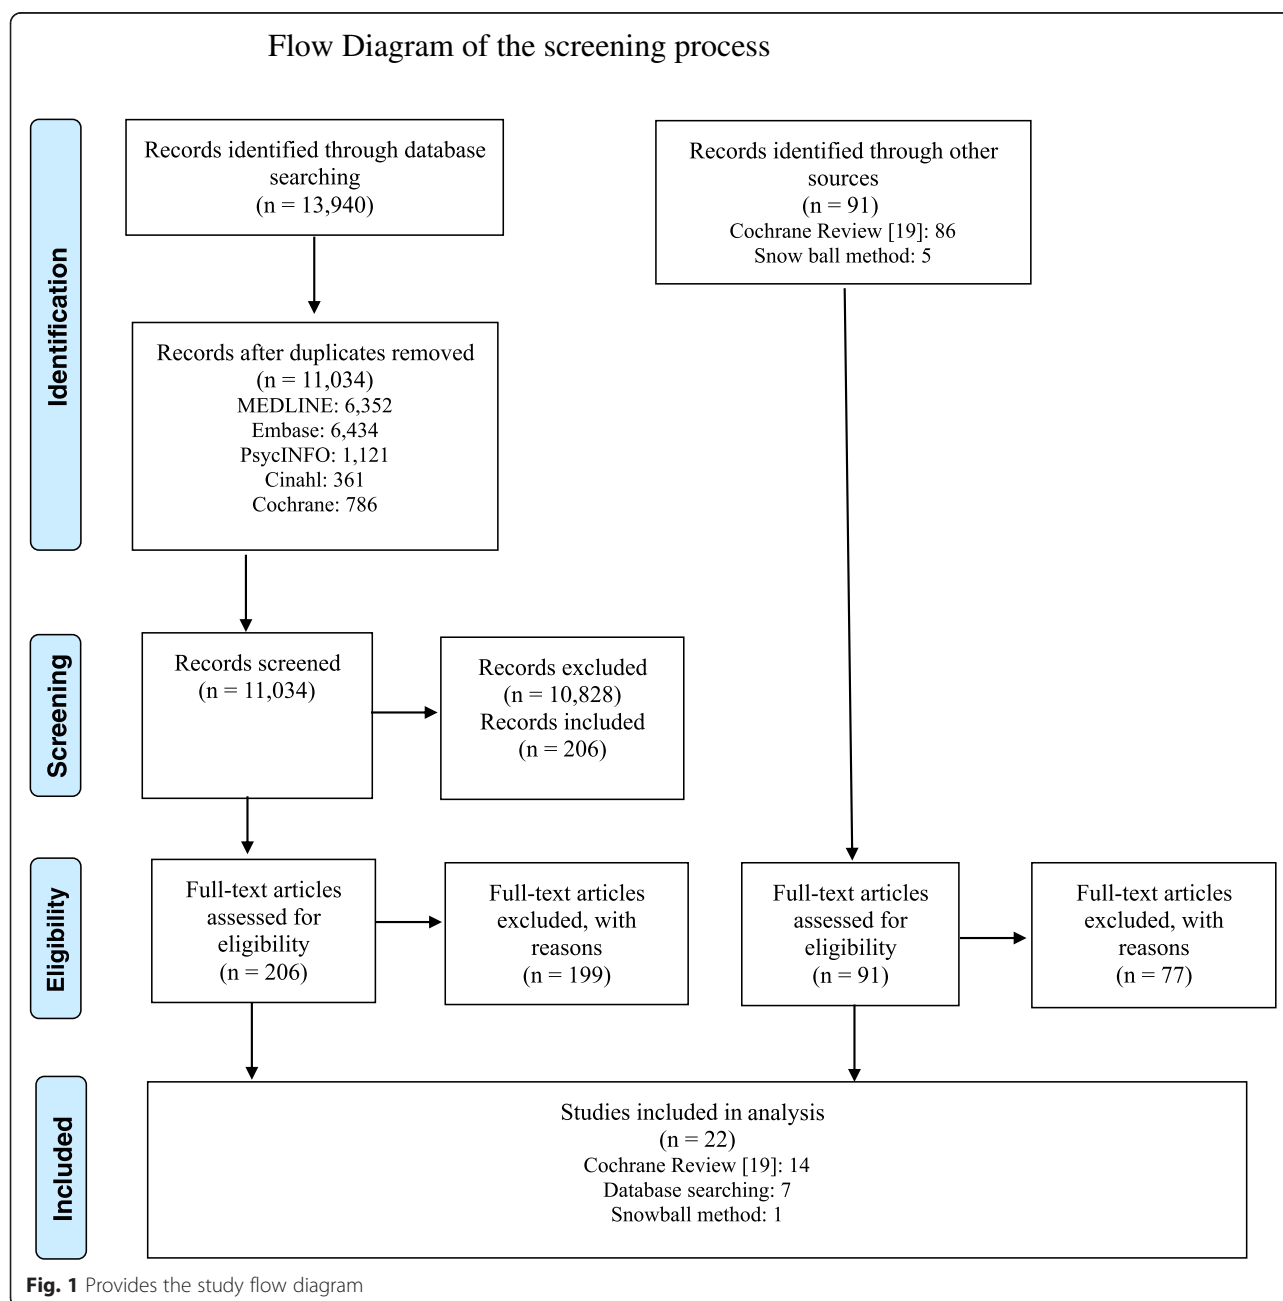 Flow Diagram of the screening process
Identification
Records identified through database
searching
(n = 13,940)
Records identified through other
sources
(n = 91)
Cochrane Review [19]: 86
Snow ball method: 5
Records after duplicates removed
(n = 11,034)
MEDLINE: 6,352
Embase: 6,434
PsycINFO: 1,121
Cinahl: 361
Cochrane: 786
Screening
Records screened
(n = 11,034)
Records excluded
(n = 10,828)
Records included
(n = 206)
Eligibility
Full-text articles
assessed for
eligibility
(n = 206)
Full-text articles
excluded, with
reasons
(n = 199)
Full-text articles
assessed for
eligibility
(n = 91)
Full-text articles
excluded, with
reasons
(n = 77)
Included
Studies included in analysis
(n = 22)
Cochrane Review [19]: 14
Database searching: 7
Snowball method: 1
Fig. 1 Provides the study flow diagram